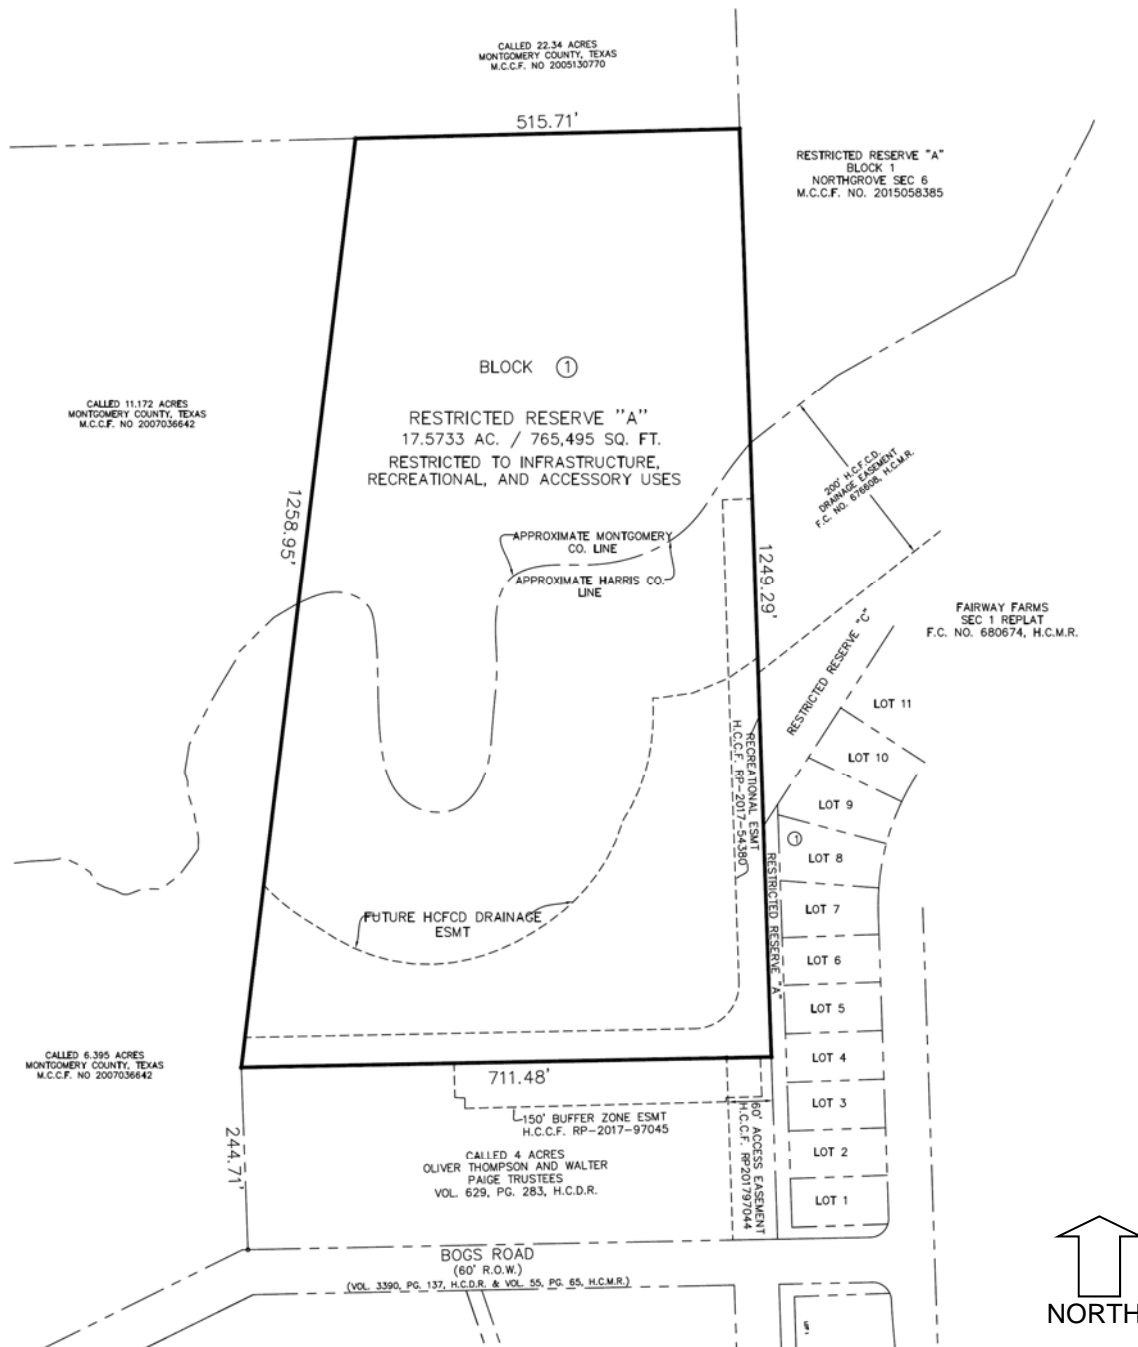 CALLED 22.34 ACRES
MONTGOMERY COUNTY, TEXAS
M.C.C.F. NO 2005130770
515.71'
RESTRICTED RESERVE "A"
BLOCK 1
NORTHGROVE SEC 6
M.C.C.F. NO. 2015058385
BLOCK 1
RESTRICTED RESERVE "A"
17.5733 AC. / 765,495 SQ. FT.
RESTRICTED TO INFRASTRUCTURE,
RECREATIONAL, AND ACCESSORY USES
CALLED 11.172 ACRES
MONTGOMERY COUNTY, TEXAS
M.C.C.F. NO 2007036642
200' H.C.F.C.D.
DRAINAGE EASEMENT
F.C. NO. 676608, H.C.M.R.
1258.95'
APPROXIMATE MONTGOMERY
CO. LINE
APPROXIMATE HARRIS CO.
LINE
1249.29'
FAIRWAY FARMS
SEC 1 REPLAT
F.C. NO. 680674, H.C.M.R.
RESTRICTED RESERVE "C"
LOT 11
LOT 10
LOT 9
1
LOT 8
LOT 7
LOT 6
LOT 5
LOT 4
LOT 3
LOT 2
LOT 1
RECREATIONAL ESMT
H.C.C.F. RP-2017-54380
RESTRICTED RESERVE "A"
FUTURE HCFCD DRAINAGE
ESMT
CALLED 6.395 ACRES
MONTGOMERY COUNTY, TEXAS
M.C.C.F. NO 2007036642
711.48'
150' BUFFER ZONE ESMT
H.C.C.F. RP-2017-97045
60' ACCESS EASEMENT
H.C.C.F. RP201797044
244.71'
CALLED 4 ACRES
OLIVER THOMPSON AND WALTER
PAIGE TRUSTEES
VOL. 629, PG. 283, H.C.D.R.
BOGS ROAD
(60' R.O.W.)
(VOL. 3390, PG. 137, H.C.D.R. & VOL. 55, PG. 65, H.C.M.R.)
LOT 1
NORTH